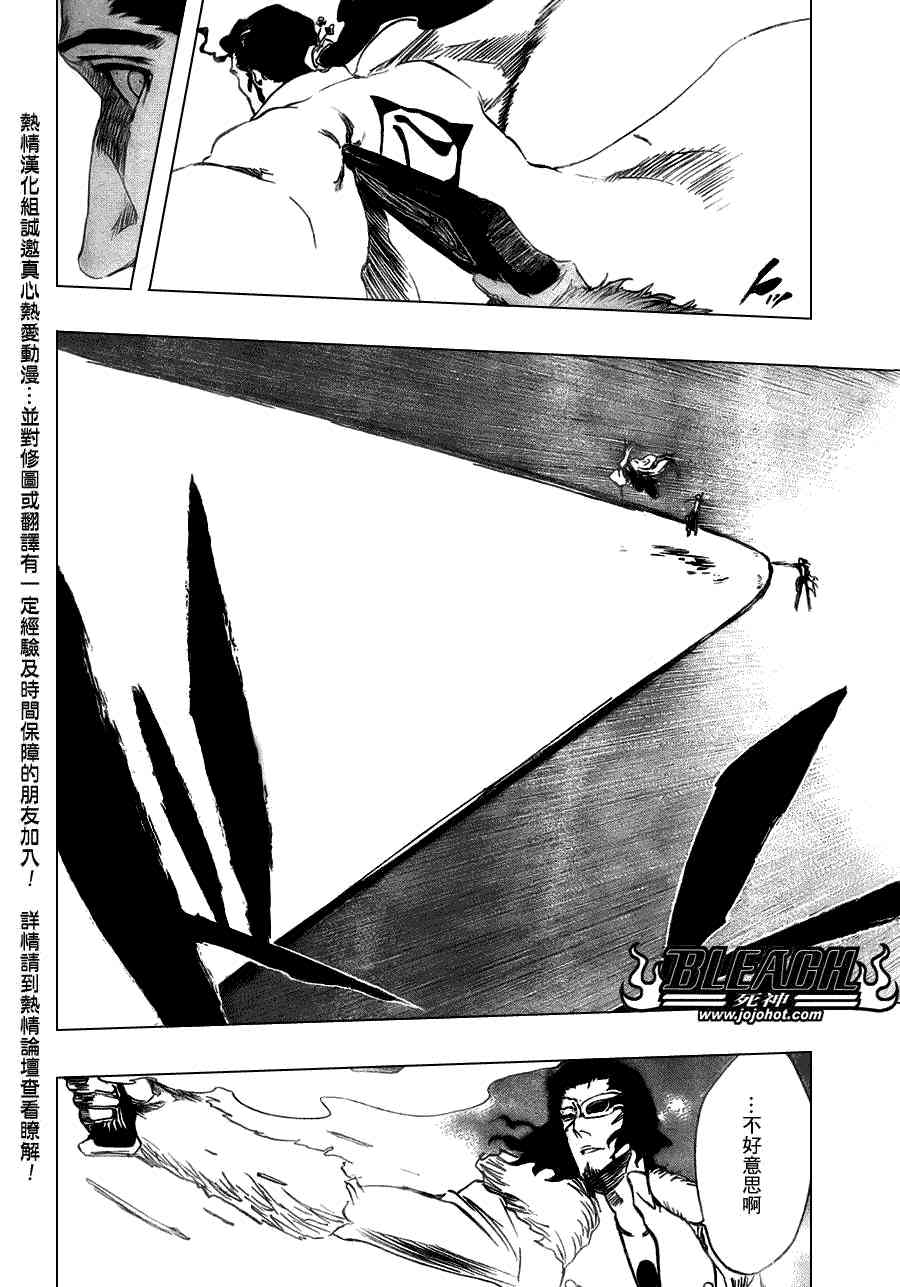 熱情漢化組誠邀真心熱愛動漫…並對修圖或翻譯有一定經驗及時間保障的朋友加入！ 詳情請到熱情論壇查看瞭解！
ドッ
BLEACH
死神
www.jojohot.com
…不好意思啊